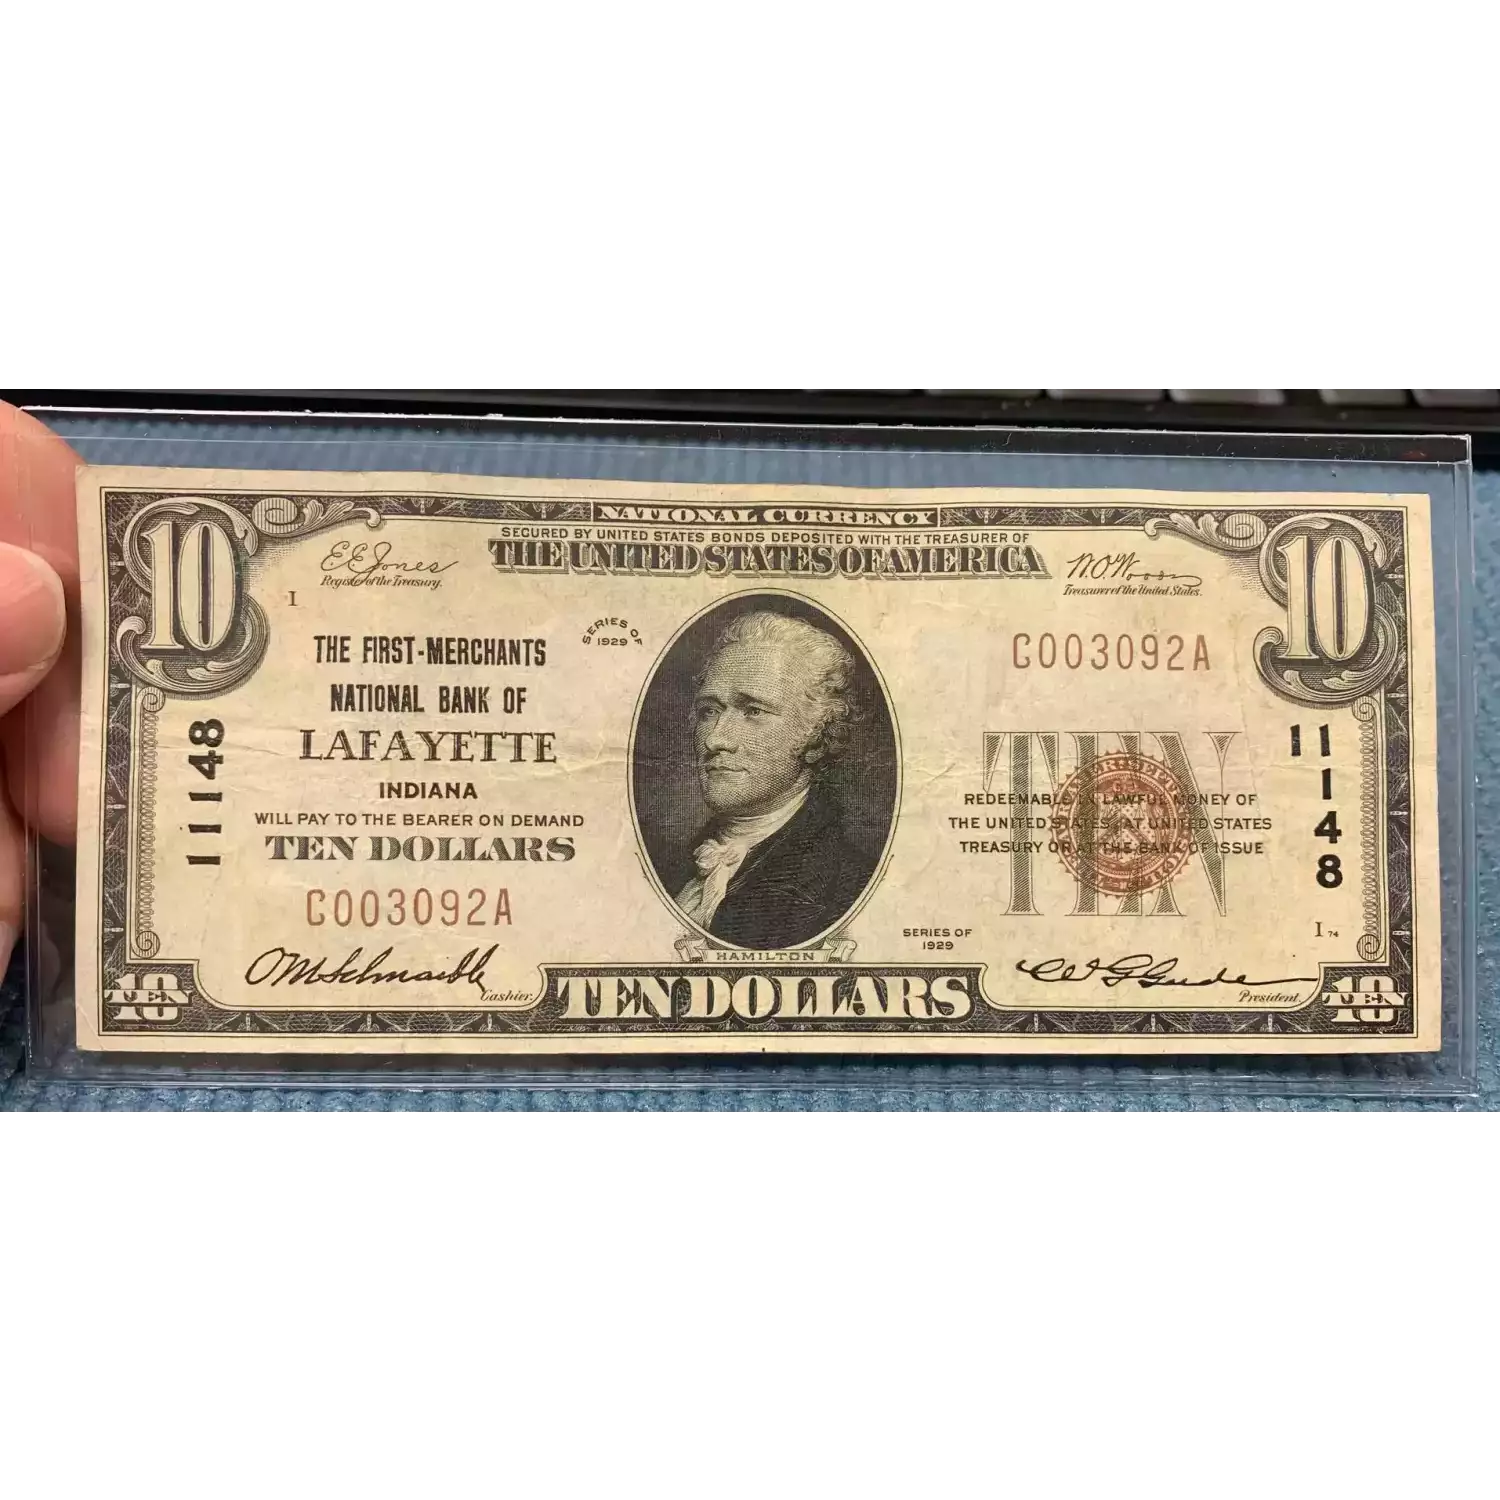 NATIONAL CURRENCY
SECURED BY UNITED STATES BONDS DEPOSITED WITH THE TREASURER OF
THE UNITED STATES OF AMERICA
10
10
E E Jones
Register of the Treasury.
W.O. Woods
Treasurer of the United States.
I
SERIES OF
1929
THE FIRST-MERCHANTS
NATIONAL BANK OF
LAFAYETTE
INDIANA
WILL PAY TO THE BEARER ON DEMAND
TEN DOLLARS
C003092A
C003092A
11148
11148
TEN
REDEEMABLE IN LAWFUL MONEY OF
THE UNITED STATES AT UNITED STATES
TREASURY OR AT THE BANK OF ISSUE
SERIES OF
1929
I 74
HAMILTON
Cashier.
President.
10 TEN
TEN DOLLARS
10 TEN